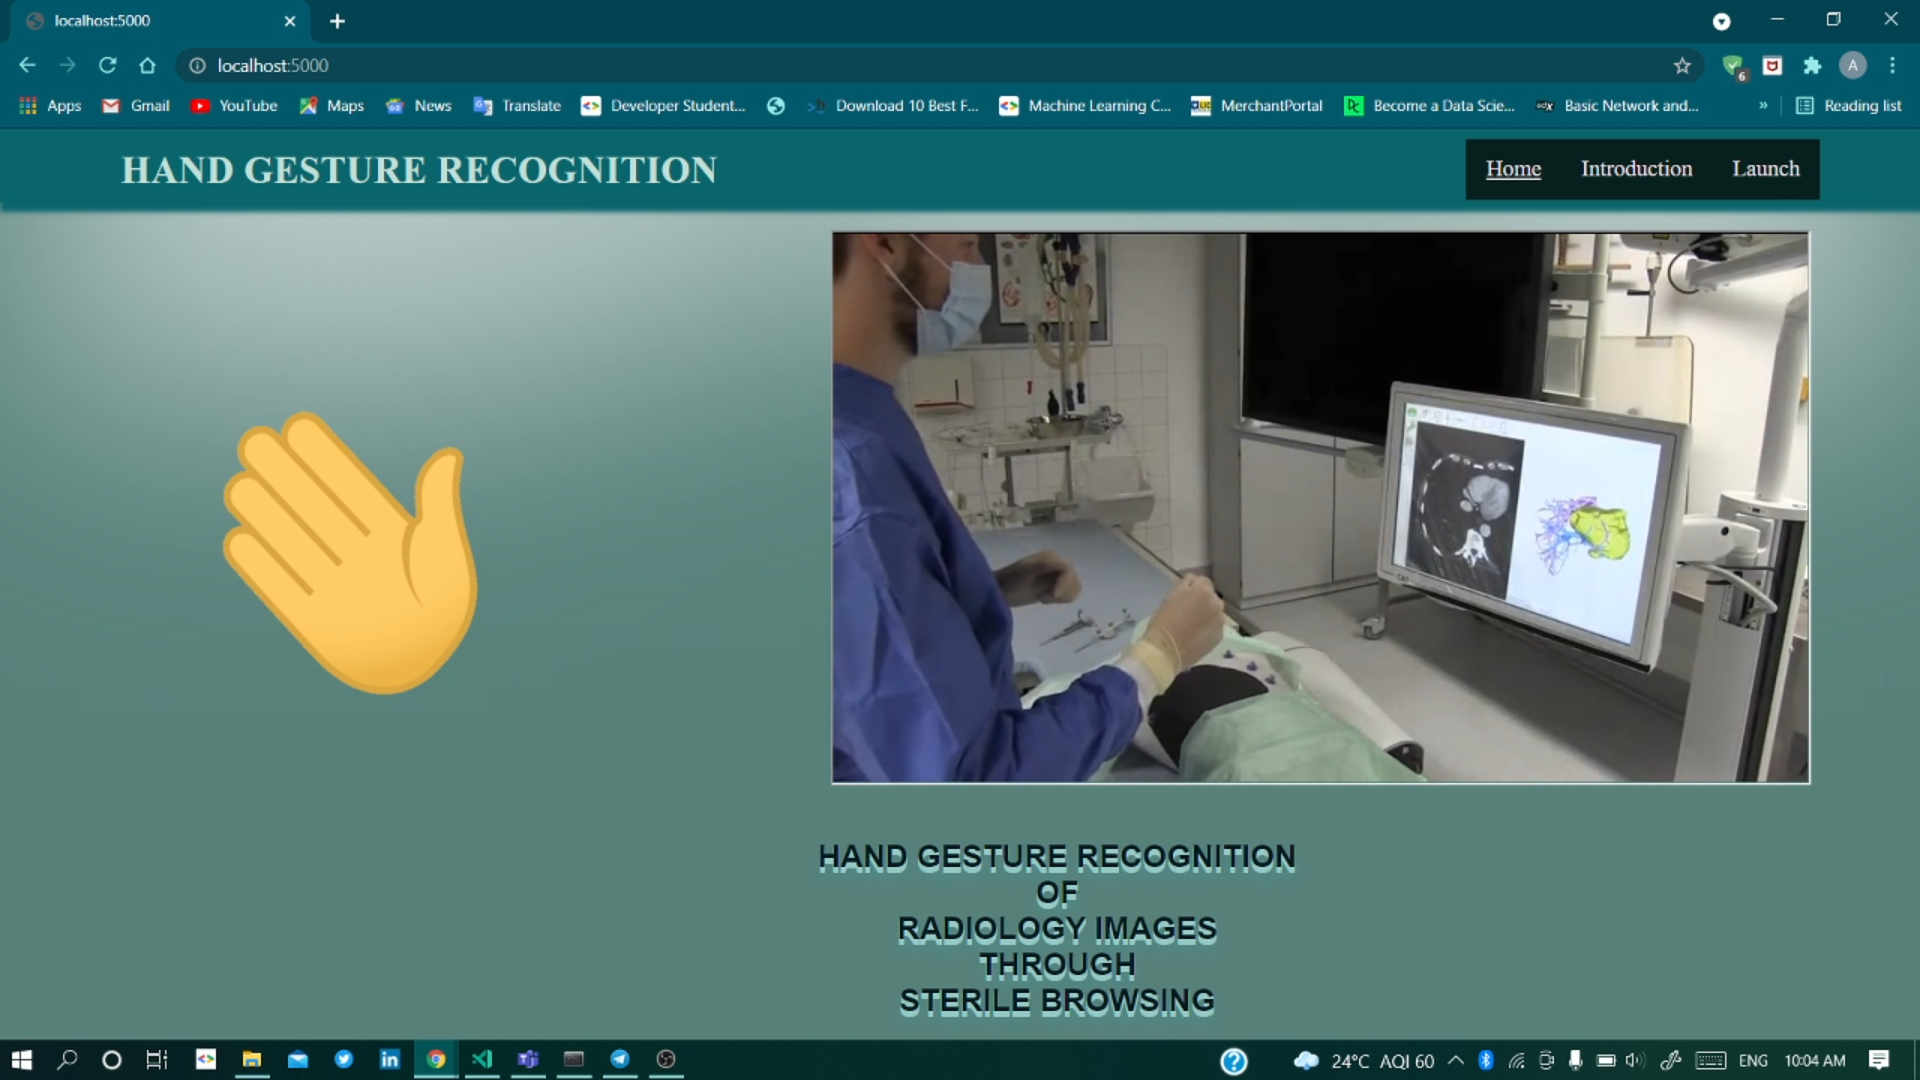 localhost:5000
localhost:5000
A
6
Apps
Gmail
YouTube
Maps
News
Translate
Developer Student...
Download 10 Best F...
Machine Learning C...
MerchantPortal
Become a Data Scie...
Basic Network and...
»
Reading list
HAND GESTURE RECOGNITION
Home
Introduction
Launch
HAND GESTURE RECOGNITION
OF
RADIOLOGY IMAGES
THROUGH
STERILE BROWSING
24°C AQI 60
ENG
10:04 AM